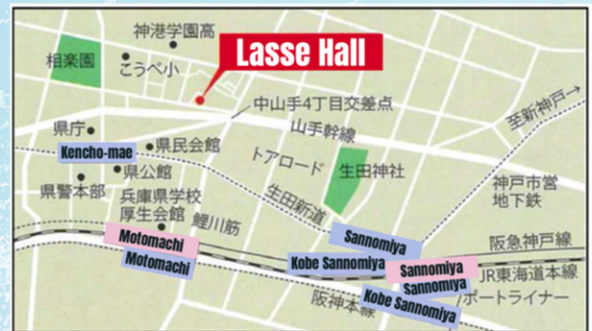 神港学園高
相楽園
こうべ小
Lasse Hall
中山手4丁目交差点
至新神戸→
山手幹線
県庁
県民会館
Kencho-mae
トアロード
生田神社
県公館
神戸市営
地下鉄
県警本部
兵庫県学校
厚生会館
生田新道
鯉川筋
Motomachi
Sannomiya
阪急神戸線
Motomachi
Kobe Sannomiya
Sannomiya
JR東海道本線
Sannomiya
ポートライナー
阪神本線
Kobe Sannomiya